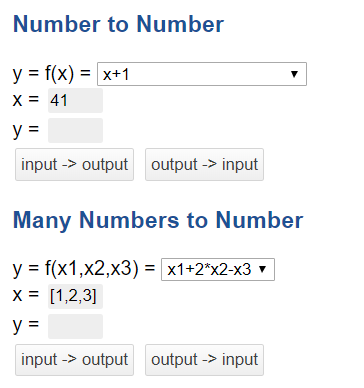 Number to Number
y = f(x) = x+1
x = 41
y =
input -> output output -> input
Many Numbers to Number
y = f(x1,x2,x3) = x1+2*x2-x3
x = [1,2,3]
y =
input -> output output -> input